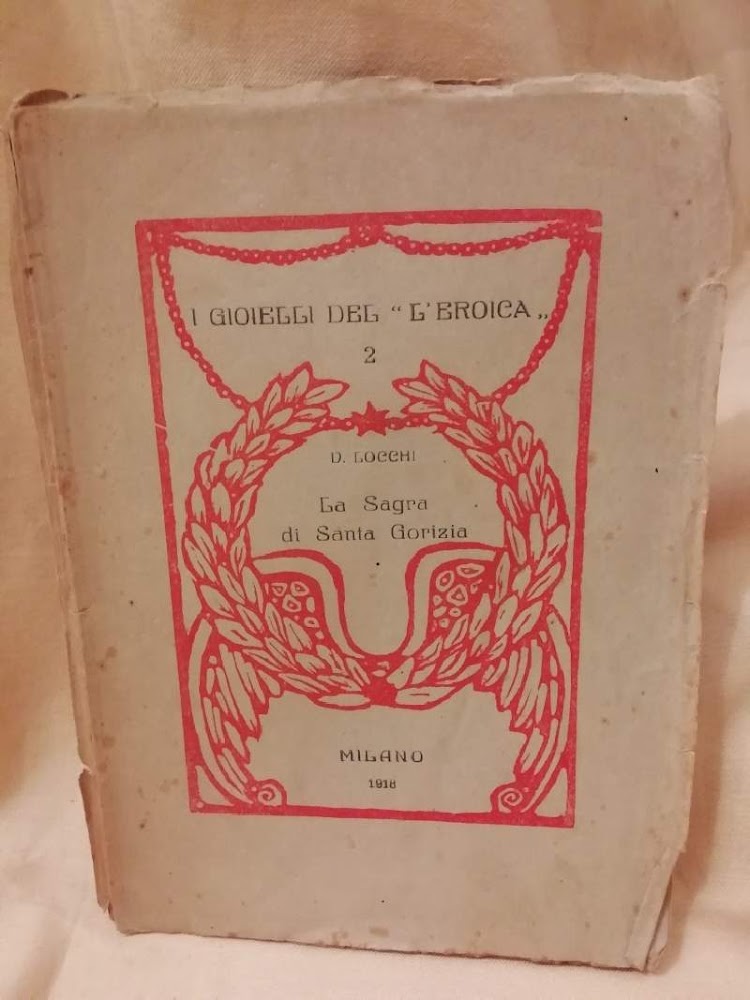 I GIOIELLI DEL "L'EROICA„
2
D. LOCCHI
La Sagra
di Santa Gorizia
MILANO
1918